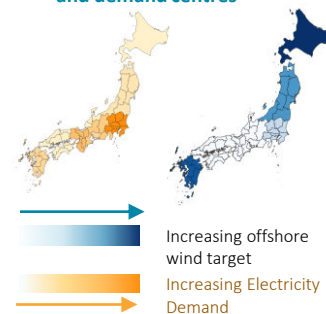 and demand centres
Increasing offshore
wind target
Increasing Electricity
Demand